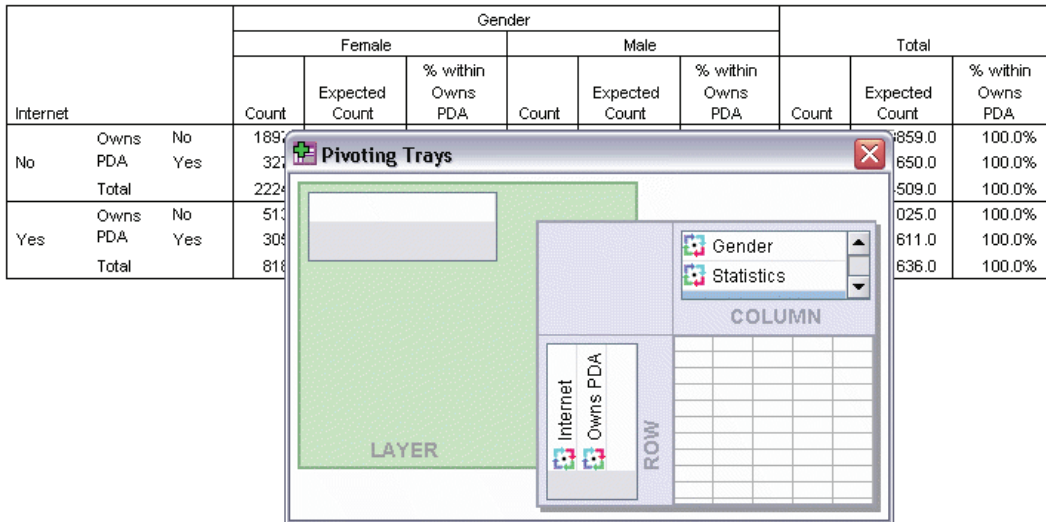 Gender
Female Male Total
Internet Count Expected Count % within Owns PDA Count Expected Count % within Owns PDA Count Expected Count % within Owns PDA
No Owns PDA No 859.0 100.0%
Yes 650.0 100.0%
Total 509.0 100.0%
Yes Owns PDA No 025.0 100.0%
Yes 611.0 100.0%
Total 818 636.0 100.0%
Pivoting Trays
Gender
Statistics
COLUMN
Internet
Owns PDA
ROW
LAYER